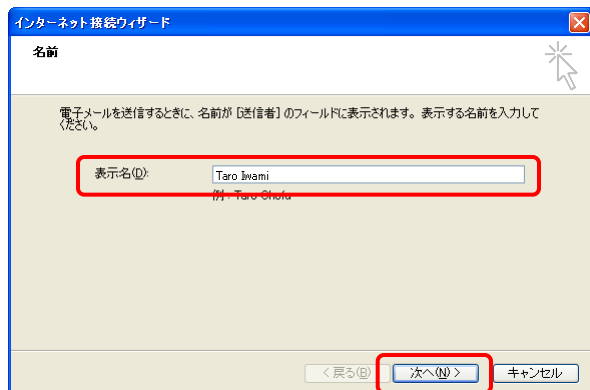 インターネット接続ウィザード
名前
電子メールを送信するときに、名前が [送信者] のフィールドに表示されます。表示する名前を入力して
ください。
表示名(D): Taro Iwami
例 : Taro Chofu
< 戻る(B) 次へ(N) > キャンセル